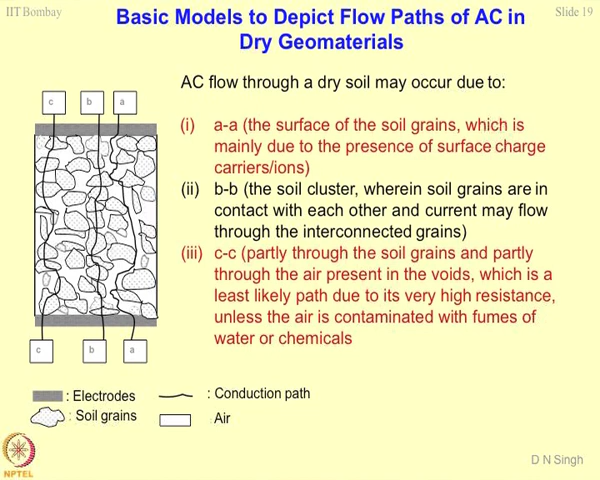 IIT Bombay
Slide 19
Basic Models to Depict Flow Paths of AC in
Dry Geomaterials
AC flow through a dry soil may occur due to:
c b a
(i) a-a (the surface of the soil grains, which is
mainly due to the presence of surface charge
carriers/ions)
(ii) b-b (the soil cluster, wherein soil grains are in
contact with each other and current may flow
through the interconnected grains)
(iii) c-c (partly through the soil grains and partly
through the air present in the voids, which is a
least likely path due to its very high resistance,
unless the air is contaminated with fumes of
water or chemicals
c b a
: Electrodes
: Conduction path
: Soil grains
: Air
NPTEL
D N Singh